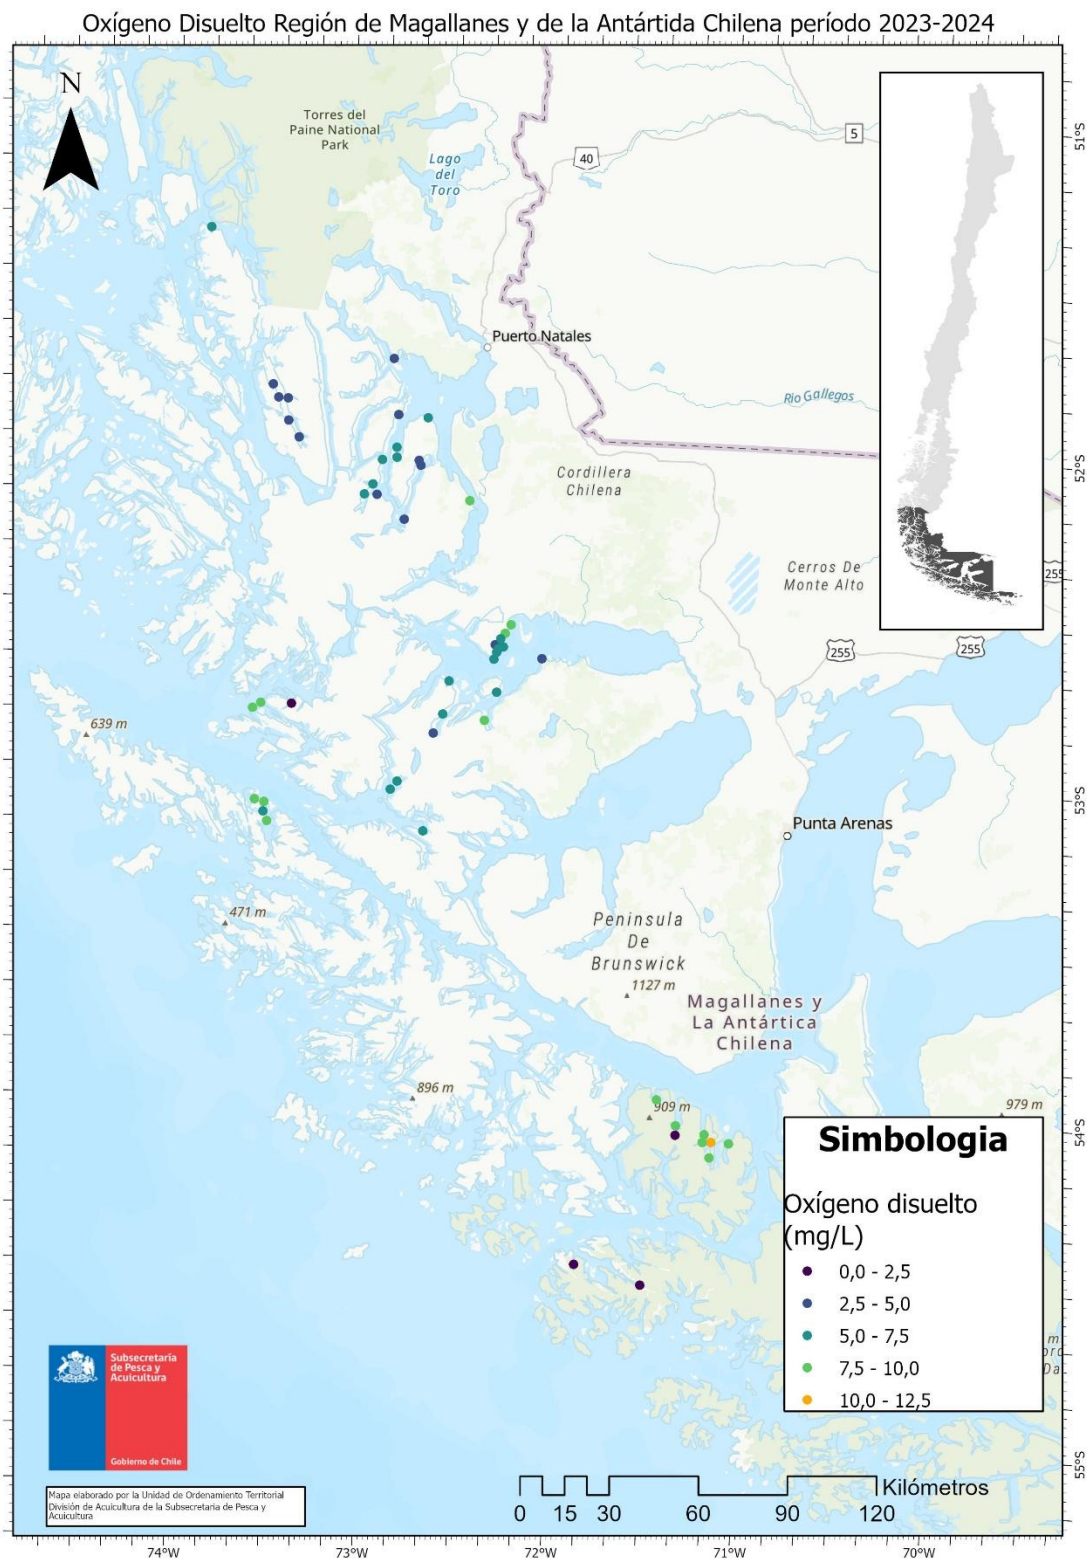 Oxígeno Disuelto Región de Magallanes y de la Antártida Chilena período 2023-2024
N
Torres del
Paine National
Park
Lago
del
Toro
40
5
51°S
Puerto Natales
Rio Gallegos
Cordillera
Chilena
52°S
Cerros De
Monte Alto
255
255
255
639 m
53°S
Punta Arenas
471 m
Peninsula
De
Brunswick
1127 m
Magallanes y
La Antártica
Chilena
896 m
909 m
979 m
54°S
Simbologia
Oxígeno disuelto
(mg/L)
0,0 - 2,5
2,5 - 5,0
5,0 - 7,5
7,5 - 10,0
10,0 - 12,5
m
Da
Subsecretaría
de Pesca y
Acuicultura
Gobierno de Chile
55°S
Mapa elaborado por la Unidad de Ordenamiento Territorial
División de Acuicultura de la Subsecretaria de Pesca y
Acuicultura
Kilómetros
0 15 30 60 90 120
74°W 73°W 72°W 71°W 70°W